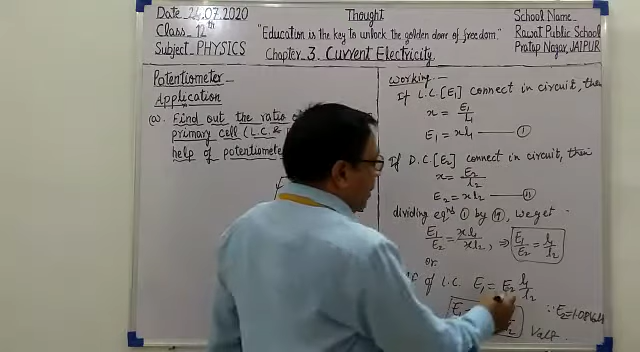 Date 24.07.2020
Class 12th
Subject PHYSICS
Thought
"Education is the key to unlock the golden door of freedom."
Chapter 3. Current Electricity
School Name
Rawat Public School
Pratap Nagar, JAIPUR
Potentiometer
Application
(a). Find out the ratio
primary cell (L.C. &
help of potentiometer
Working:-
If L.C. [E1] connect in circuit, then
x = E1/l1
E1 = xl1 —— ①
If D.C. [E2] connect in circuit, then
x = E2/l2
E2 = xl2 —— ⑪
dividing eqns ① by ⑪, we get
E1/E2 = xl1/xl2, ⇒ E1/E2 = l1/l2
or
of L.C. E1 = E2 l1/l2
∵ E2=1.08Volt
Volt.